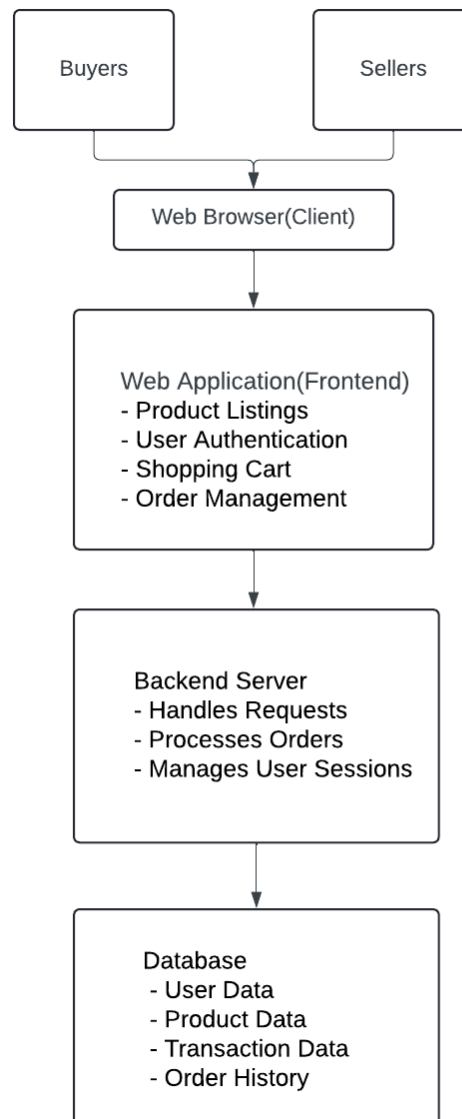 Buyers
Sellers
Web Browser(Client)
Web Application(Frontend)
- Product Listings
- User Authentication
- Shopping Cart
- Order Management
Backend Server
- Handles Requests
- Processes Orders
- Manages User Sessions
Database
- User Data
- Product Data
- Transaction Data
- Order History